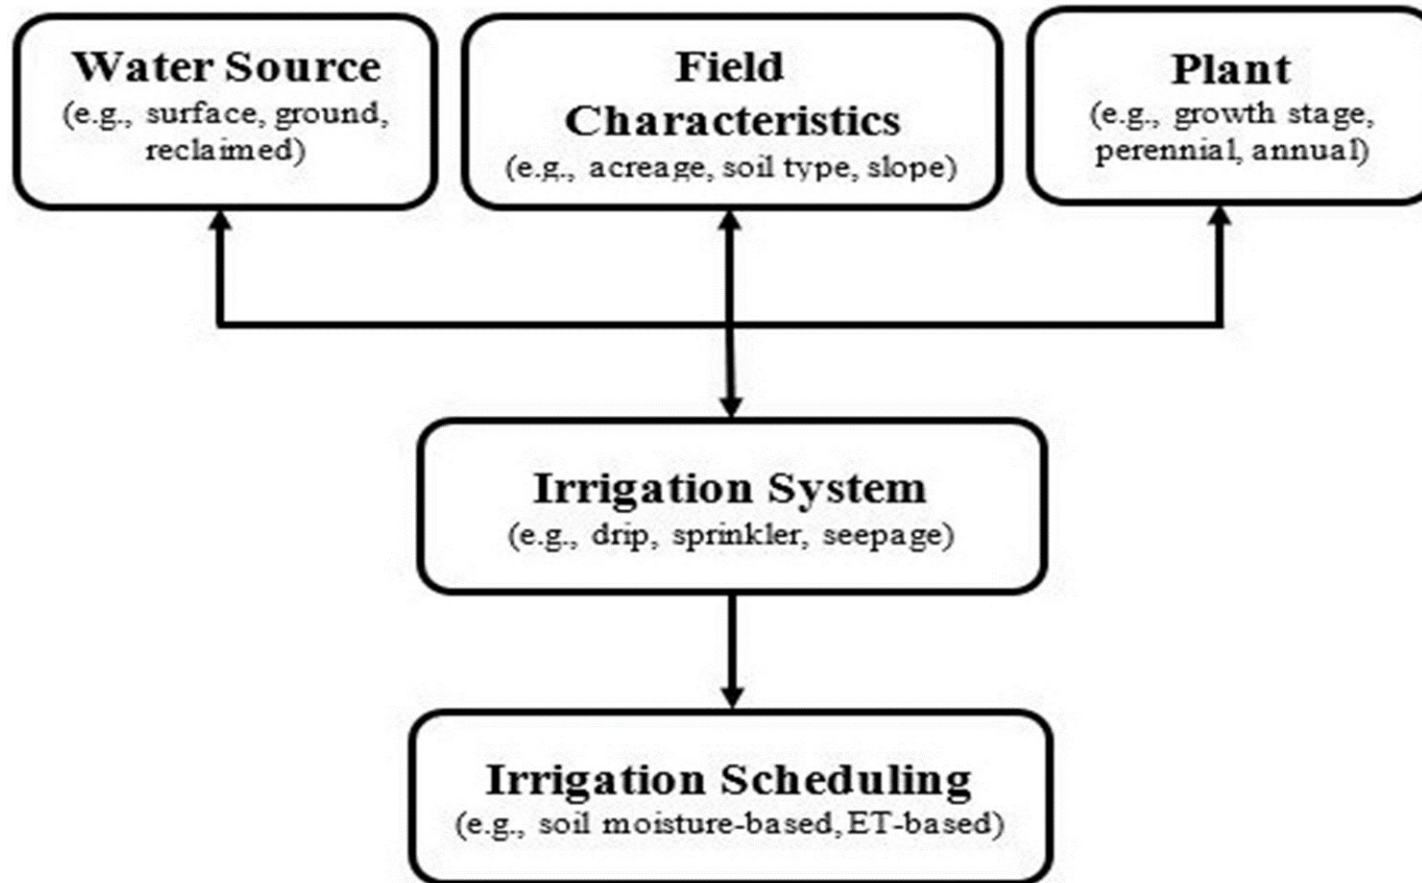 Water Source
(e.g., surface, ground,
reclaimed)
Field
Characteristics
(e.g., acreage, soil type, slope)
Plant
(e.g., growth stage,
perennial, annual)
Irrigation System
(e.g., drip, sprinkler, seepage)
Irrigation Scheduling
(e.g., soil moisture-based, ET-based)